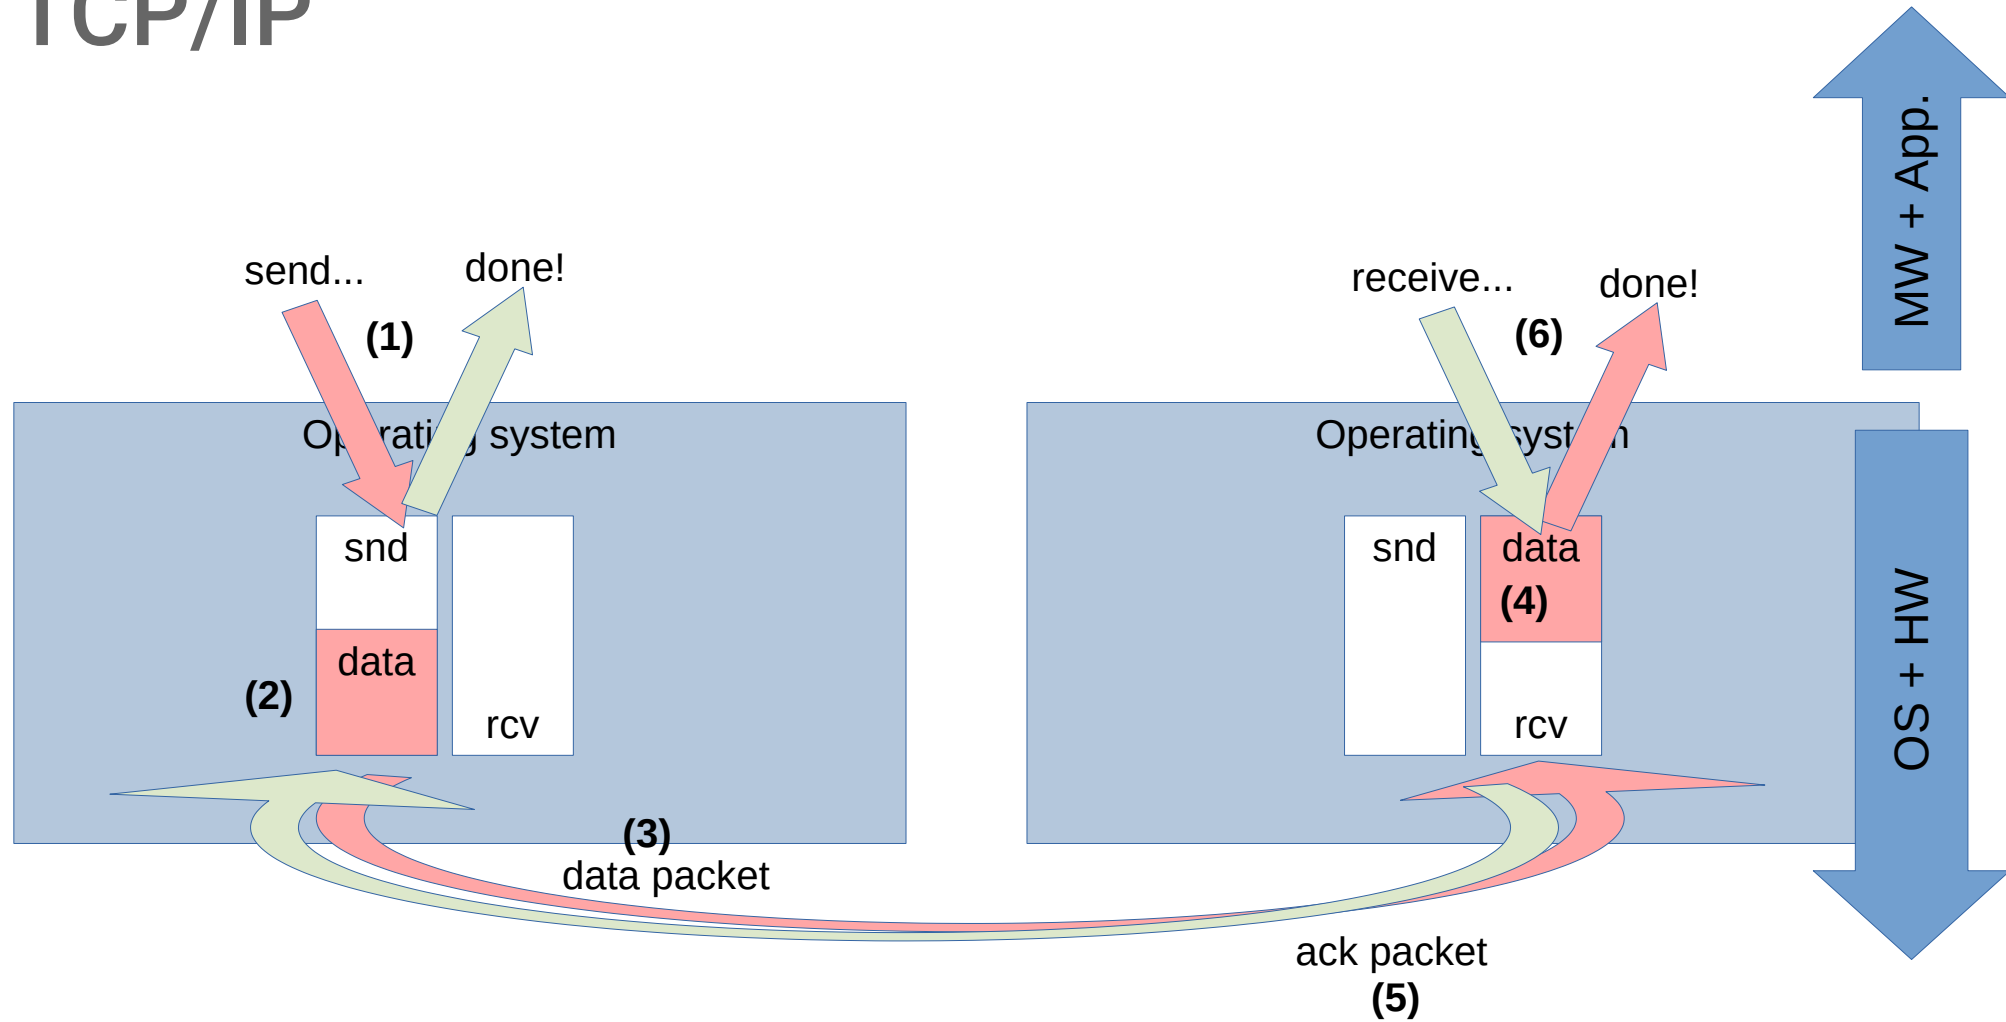 TCP/IP
send...
done!
(1)
receive...
done!
(6)
MW + App.
Operating system
Operating system
snd
data
(2)
rcv
snd
data
(4)
rcv
OS + HW
(3)
data packet
ack packet
(5)